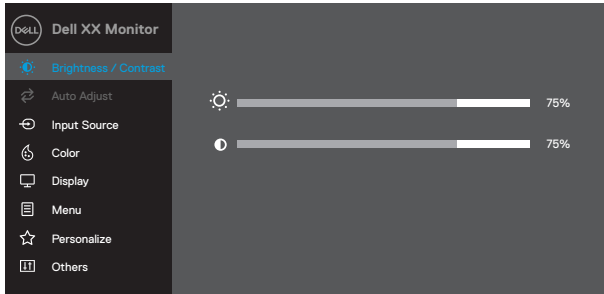 DELL Dell XX Monitor
Brightness / Contrast
Auto Adjust
75%
Input Source
Color
75%
Display
Menu
Personalize
Others